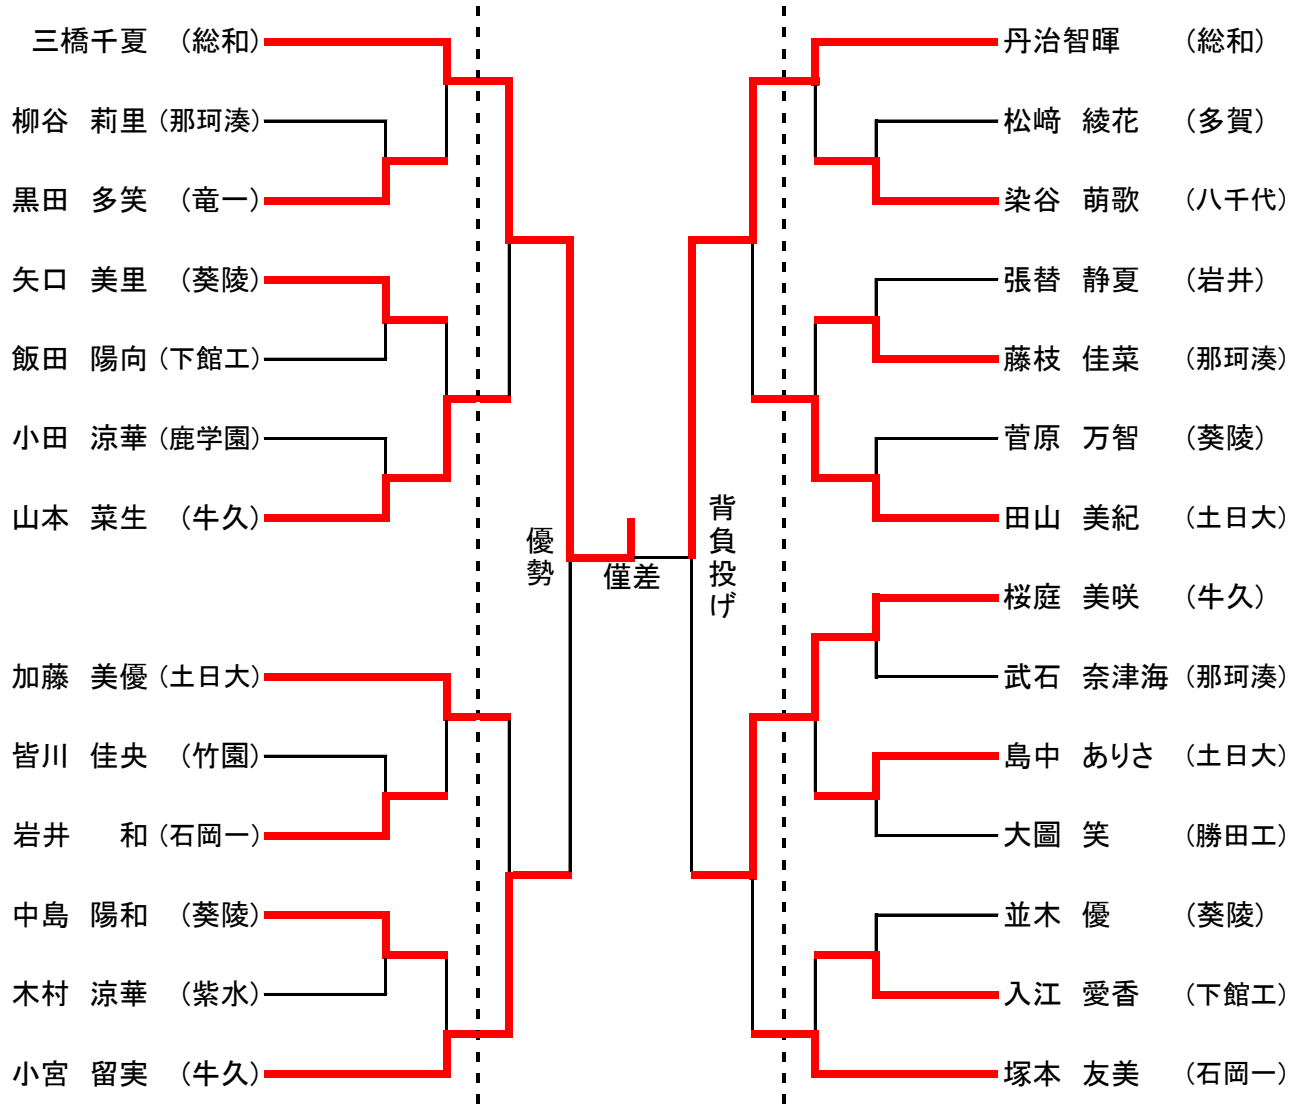 三橋千夏 （総和）
柳谷 莉里（那珂湊）
黒田 多笑 （竜一）
矢口 美里 （葵陵）
飯田 陽向（下館工）
小田 涼華（鹿学園）
山本 菜生 （牛久）
加藤 美優（土日大）
皆川 佳央 （竹園）
岩井 和（石岡一）
中島 陽和 （葵陵）
木村 涼華 （紫水）
小宮 留実 （牛久）
優勢
僅差
背負投げ
丹治智暉 （総和）
松﨑 綾花 （多賀）
染谷 萌歌 （八千代）
張替 静夏 （岩井）
藤枝 佳菜 （那珂湊）
菅原 万智 （葵陵）
田山 美紀 （土日大）
桜庭 美咲 （牛久）
武石 奈津海 （那珂湊）
島中 ありさ （土日大）
大圖 笑 （勝田工）
並木 優 （葵陵）
入江 愛香 （下館工）
塚本 友美 （石岡一）